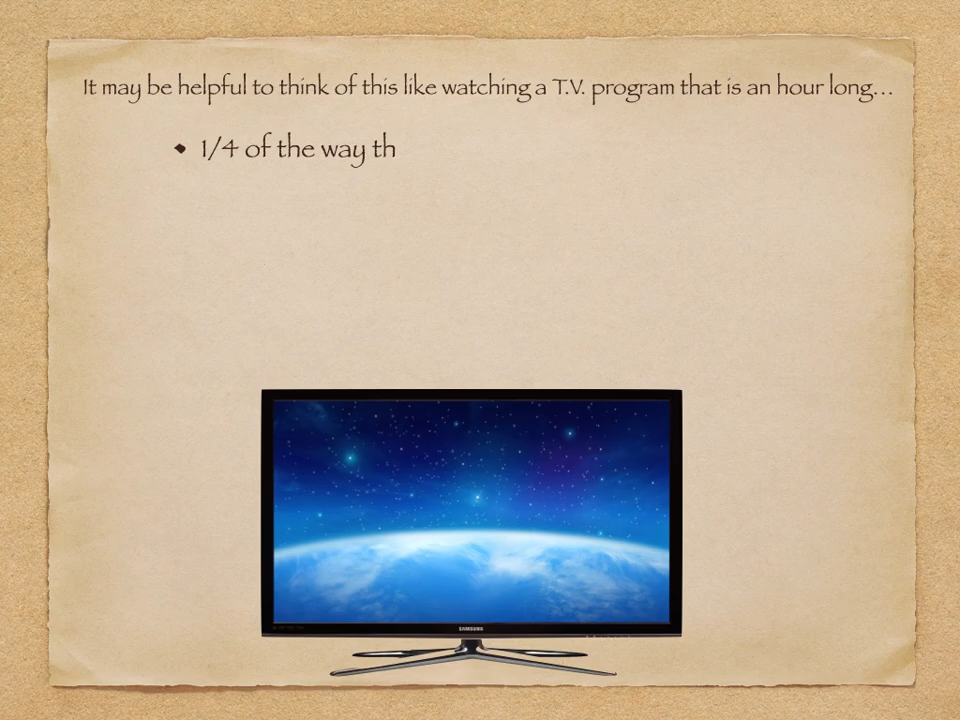 It may be helpful to think of this like watching a T.V. program that is an hour long…
• 1/4 of the way th
SAMSUNG